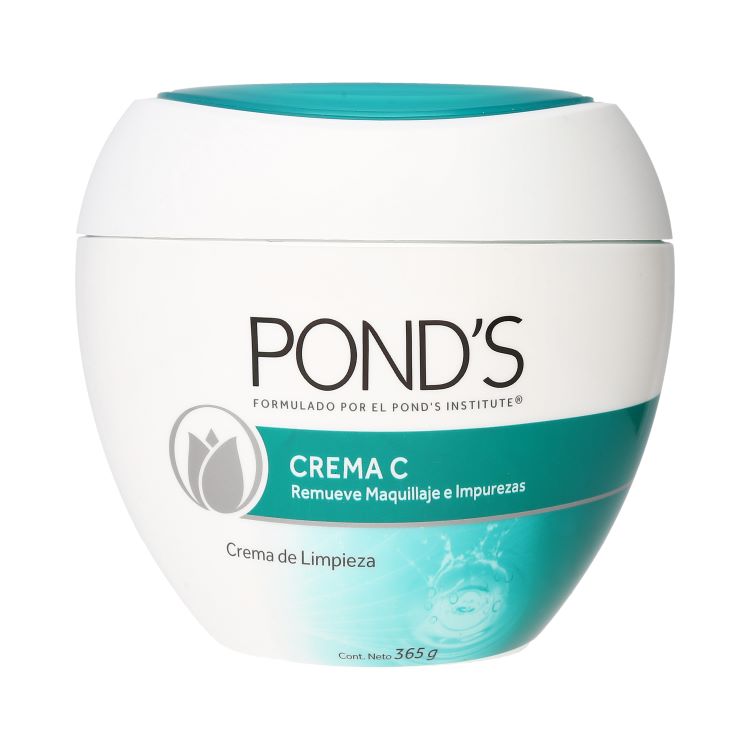 POND'S
FORMULADO POR EL POND'S INSTITUTE®
CREMA C
Remueve Maquillaje e Impurezas
Crema de Limpieza
Cont. Neto 365 g